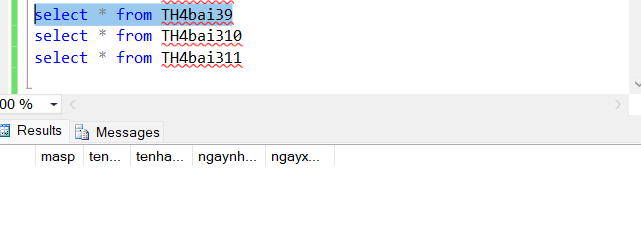 select * from TH4bai39
select * from TH4bai310
select * from TH4bai311
00 %
Results Messages
masp ten... tenha... ngaynh... ngayx...